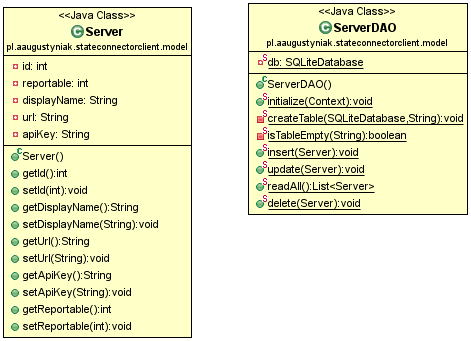 <<Java Class>>
Server
pl.aaugustyniak.stateconnectorclient.model
id: int
reportable: int
displayName: String
url: String
apiKey: String
Server()
getId():int
setId(int):void
getDisplayName():String
setDisplayName(String):void
getUrl():String
setUrl(String):void
getApiKey():String
setApiKey(String):void
getReportable():int
setReportable(int):void
<<Java Class>>
ServerDAO
pl.aaugustyniak.stateconnectorclient.model
db: SQLiteDatabase
ServerDAO()
initialize(Context):void
createTable(SQLiteDatabase,String):void
isTableEmpty(String):boolean
insert(Server):void
update(Server):void
readAll():List<Server>
delete(Server):void